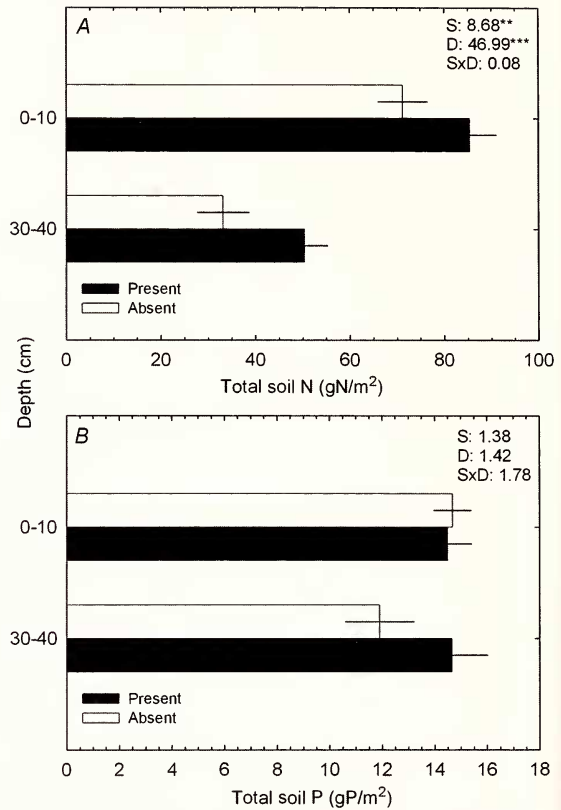 A
S: 8.68**
D: 46.99***
SxD: 0.08
0-10
30-40
Present
Absent
0 20 40 60 80 100
Total soil N (gN/m²)
Depth (cm)
B
S: 1.38
D: 1.42
SxD: 1.78
0-10
30-40
Present
Absent
0 2 4 6 8 10 12 14 16 18
Total soil P (gP/m²)